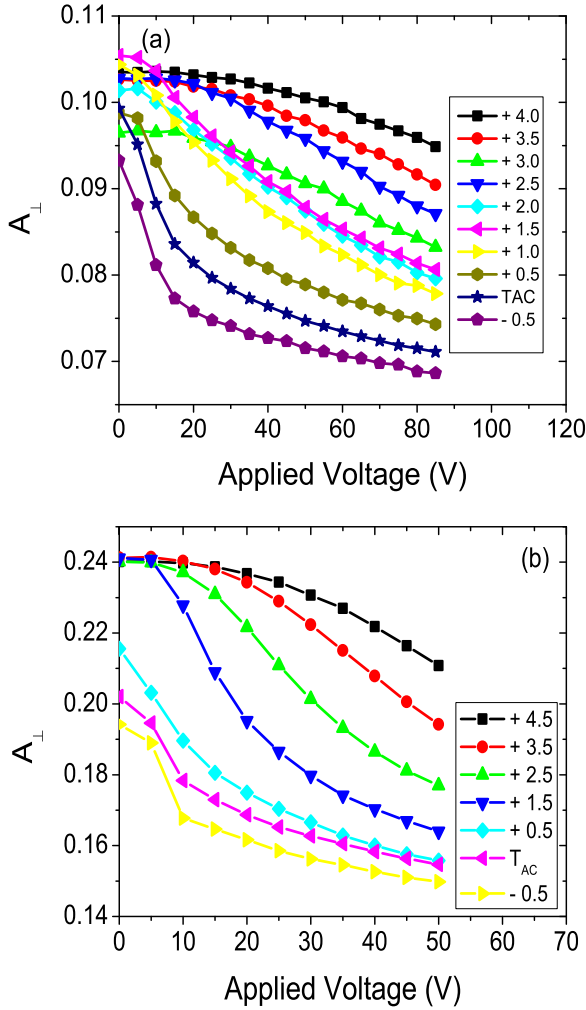 (a)
0.11
0.10
0.09
0.08
0.07
A⊥
0 20 40 60 80 100 120
Applied Voltage (V)
+ 4.0
+ 3.5
+ 3.0
+ 2.5
+ 2.0
+ 1.5
+ 1.0
+ 0.5
TAC
- 0.5
(b)
0.24
0.22
0.20
0.18
0.16
0.14
A⊥
0 10 20 30 40 50 60 70
Applied Voltage (V)
+ 4.5
+ 3.5
+ 2.5
+ 1.5
+ 0.5
TAC
- 0.5